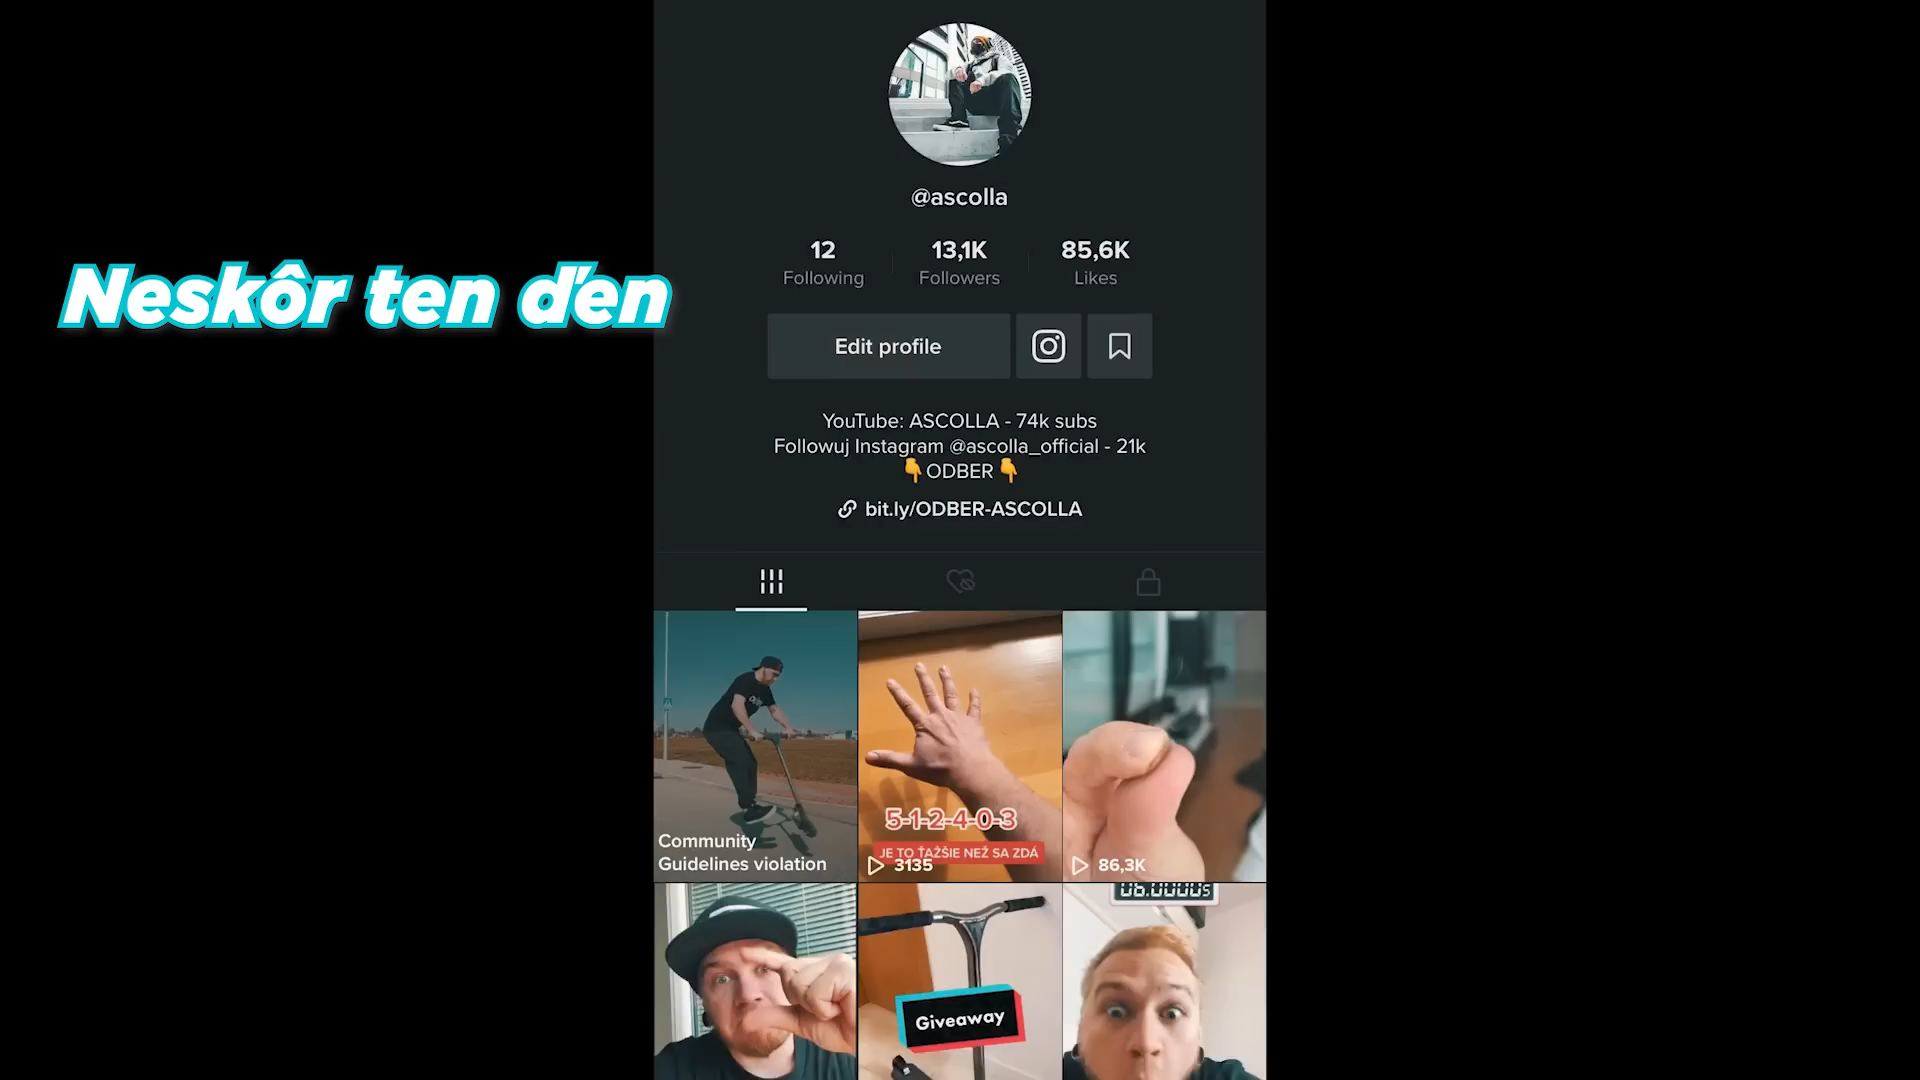 Neskôr ten ďen
@ascolla
12
13,1K
85,6K
Following
Followers
Likes
Edit profile
YouTube: ASCOLLA - 74k subs
Followuj Instagram @ascolla_official - 21k
👇ODBER👇
bit.ly/ODBER-ASCOLLA
Community
Guidelines violation
5-1-2-4-0-3
JE TO ŤAŽŠIE NEŽ SA ZDÁ
3135
86,3K
Giveaway